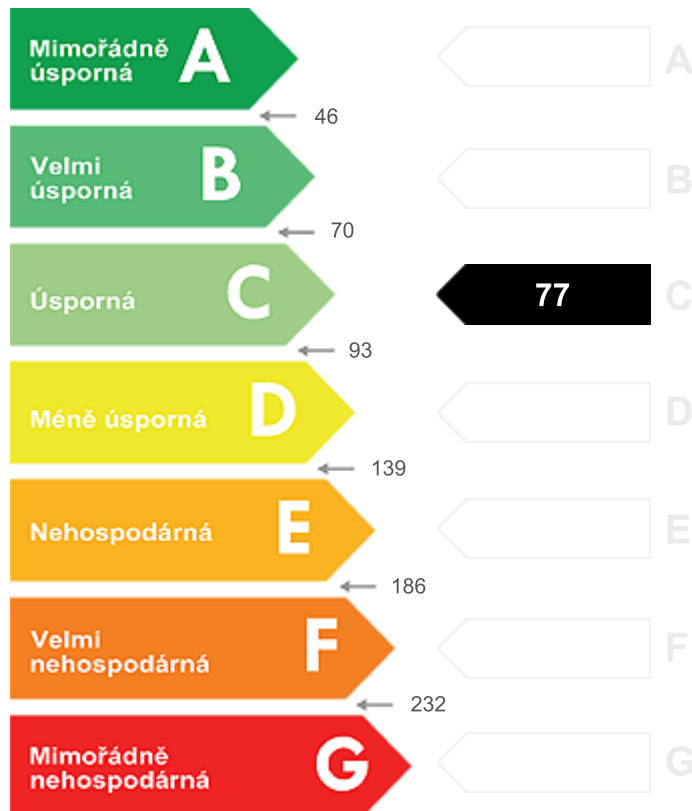 Mimořádně
úsporná
A
A
46
Velmi
úsporná
B
B
70
Úsporná
C
77
C
93
Méně úsporná
D
D
139
Nehospodárná
E
E
186
Velmi
nehospodárná
F
F
232
Mimořádně
nehospodárná
G
G